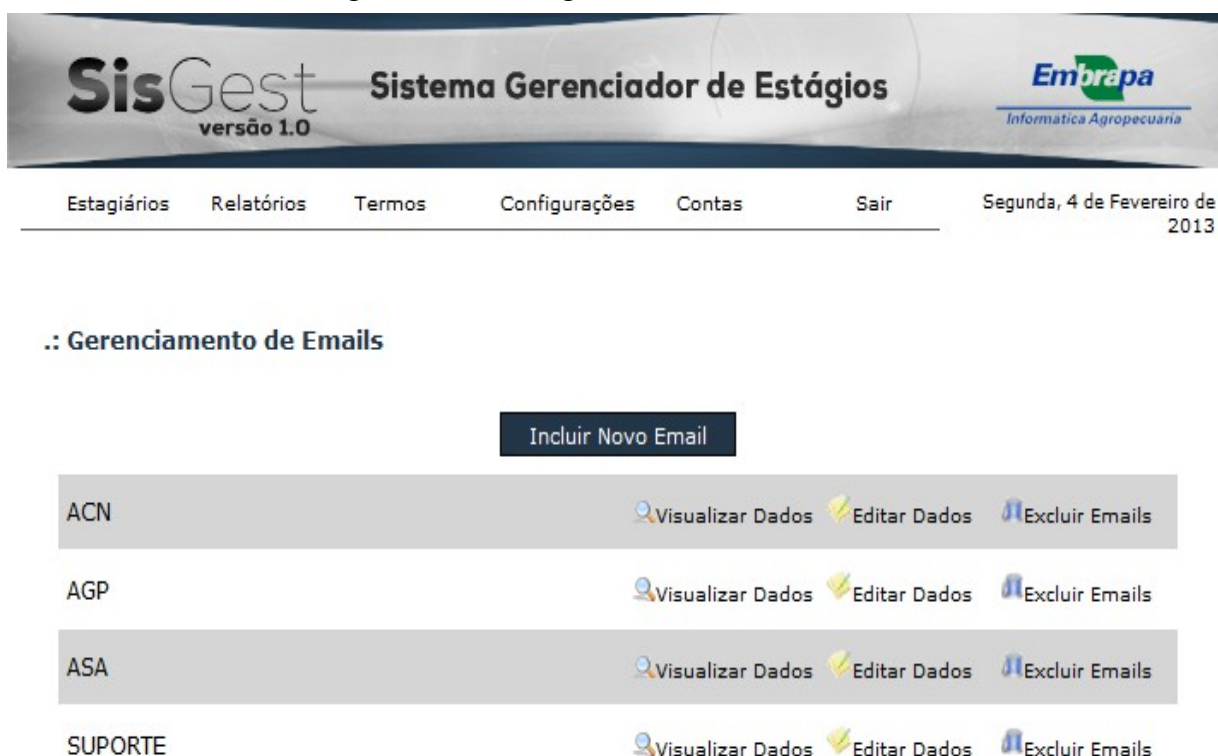 SisGest
versão 1.0
Sistema Gerenciador de Estágios
Embrapa
Informatica Agropecuaria
Estagiários Relatórios Termos Configurações Contas Sair
Segunda, 4 de Fevereiro de
2013
.: Gerenciamento de Emails
Incluir Novo Email
ACN Visualizar Dados Editar Dados Excluir Emails
AGP Visualizar Dados Editar Dados Excluir Emails
ASA Visualizar Dados Editar Dados Excluir Emails
SUPORTE Visualizar Dados Editar Dados Excluir Emails